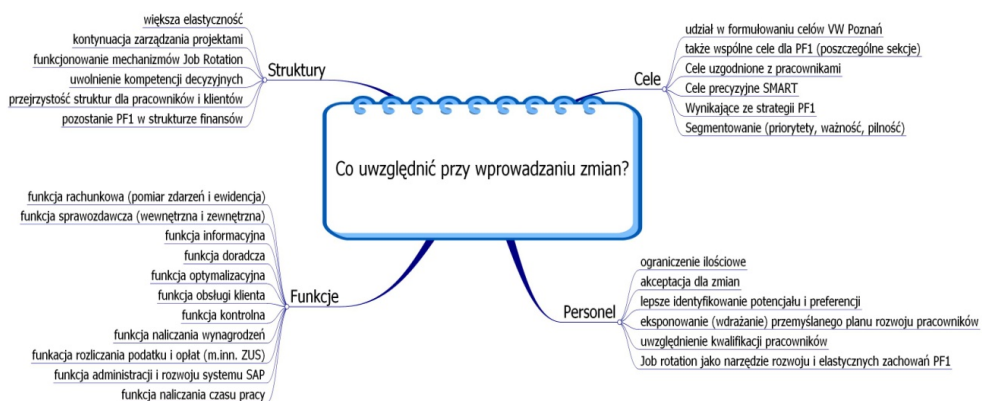 Co uwzględnić przy wprowadzaniu zmian?
Struktury
większa elastyczność
kontynuacja zarządzania projektami
funkcjonowanie mechanizmów Job Rotation
uwolnienie kompetencji decyzyjnych
przejrzystość struktur dla pracowników i klientów
pozostanie PF1 w strukturze finansów
Cele
udział w formułowaniu celów VW Poznań
także wspólne cele dla PF1 (poszczególne sekcje)
Cele uzgodnione z pracownikami
Cele precyzyjne SMART
Wynikające ze strategii PF1
Segmentowanie (priorytety, ważność, pilność)
Funkcje
funkcja rachunkowa (pomiar zdarzeń i ewidencja)
funkcja sprawozdawcza (wewnętrzna i zewnętrzna)
funkcja informacyjna
funkcja doradcza
funkcja optymalizacyjna
funkcja obsługi klienta
funkcja kontrolna
funkcja naliczania wynagrodzeń
funkacja rozliczania podatku i opłat (m.inn. ZUS)
funkcja administracji i rozwoju systemu SAP
funkcja naliczania czasu pracy
Personel
ograniczenie ilościowe
akceptacja dla zmian
lepsze identyfikowanie potencjału i preferencji
eksponowanie (wdrażanie) przemyślanego planu rozwoju pracowników
uwzględnienie kwalifikacji pracowników
Job rotation jako narzędzie rozwoju i elastycznych zachowań PF1